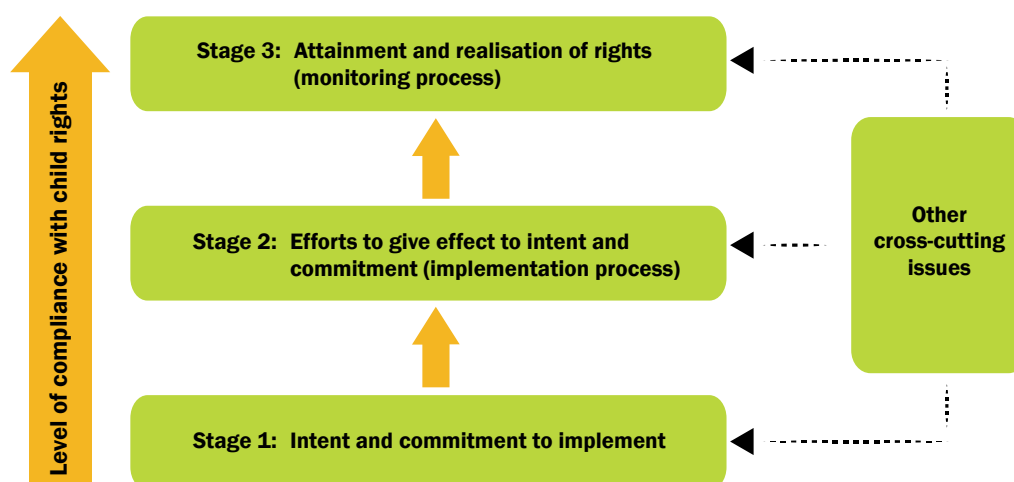 Level of compliance with child rights
Stage 3: Attainment and realisation of rights
(monitoring process)
Stage 2: Efforts to give effect to intent and
commitment (implementation process)
Stage 1: Intent and commitment to implement
Other
cross-cutting
issues